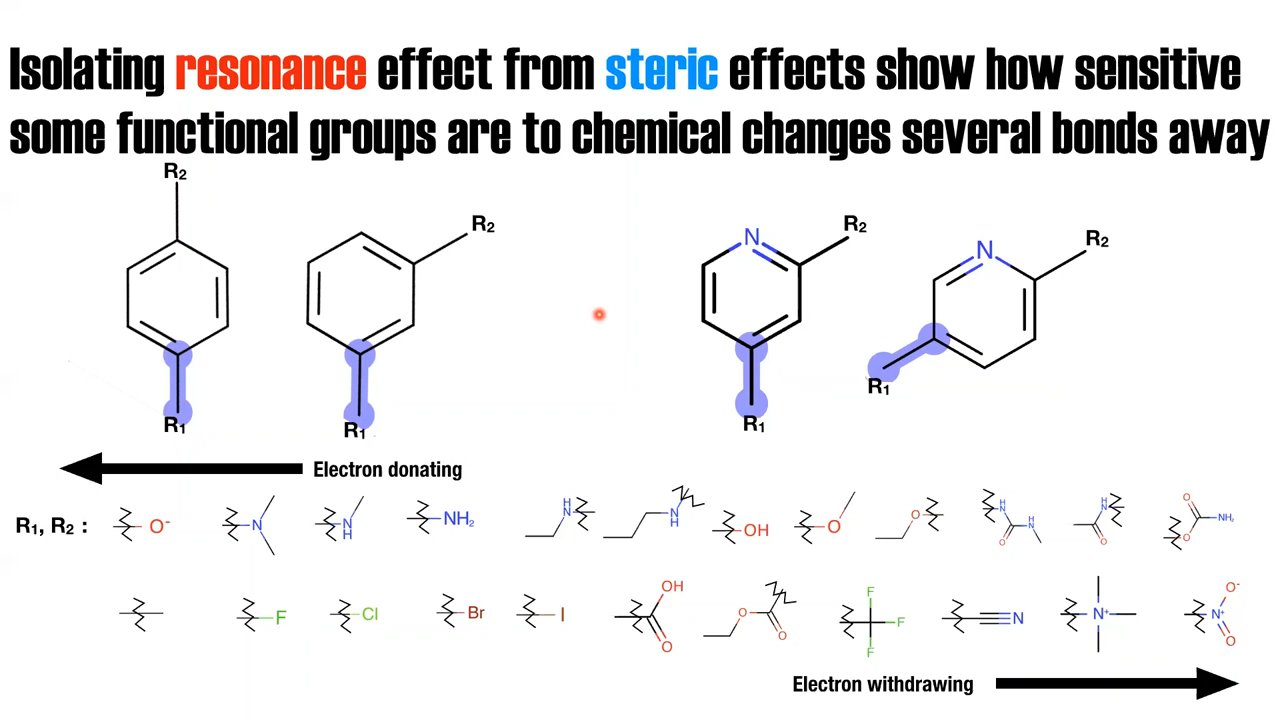 Isolating resonance effect from steric effects show how sensitive
some functional groups are to chemical changes several bonds away
R₂
R₂
N
R₂
N
R₂
R₁
R₁
R₁
R₁
Electron donating
R₁, R₂ :
O⁻
N
N
H
NH₂
H
N
N
H
OH
O
O
H
N
O
N
H
H
N
O
O
O
NH₂
F
Cl
Br
I
OH
O
O
O
F
F
F
N
N⁺
O⁻
N⁺
O
Electron withdrawing